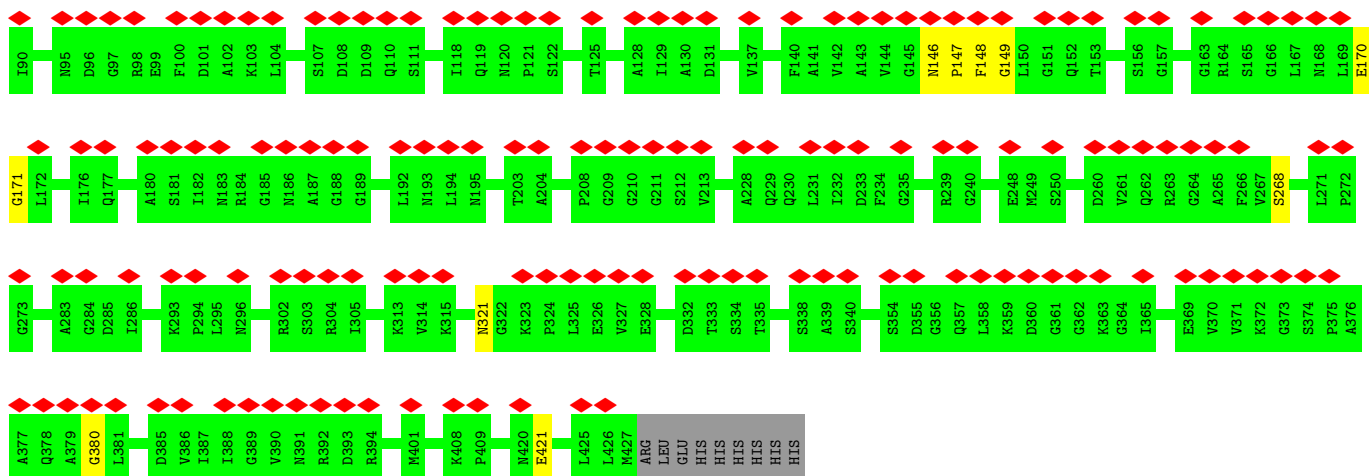 I90 N95 D96 G97 R98 E99 F100 D101 A102 K103 L104 S107 D108 D109 Q110 S111 I118 Q119 N120 P121 S122 T125 A128 I129 A130 D131 V137 F140 A141 V142 A143 V144 G145 N146 P147 F148 G149 L150 G151 Q152 T153 S156 G157 G163 R164 S165 G166 L167 N168 L169 E170
G171 L172 I176 Q177 A180 S181 I182 N183 R184 G185 N186 A187 G188 G189 L192 N193 L194 N195 T203 A204 P208 G209 G210 G211 S212 V213 A228 Q229 Q230 L231 I232 D233 F234 G235 R239 G240 E248 M249 S250 D260 V261 Q262 R263 G264 A265 F266 V267 S268 L271 P272
G273 A283 G284 D285 I286 K293 P294 L295 N296 R302 S303 R304 I305 K313 V314 K315 N321 G322 K323 P324 L325 E326 V327 E328 D332 T333 S334 T335 S338 A339 S340 S354 D355 G356 Q357 L358 K359 D360 G361 G362 K363 G364 I365 E369 V370 V371 K372 G373 S374 P375 A376
A377 Q378 A379 G380 L381 D385 V386 I387 I388 G389 V390 N391 R392 D393 R394 M401 K408 P409 N420 E421 L425 L426 M427 ARG LEU GLU HIS HIS HIS HIS HIS HIS